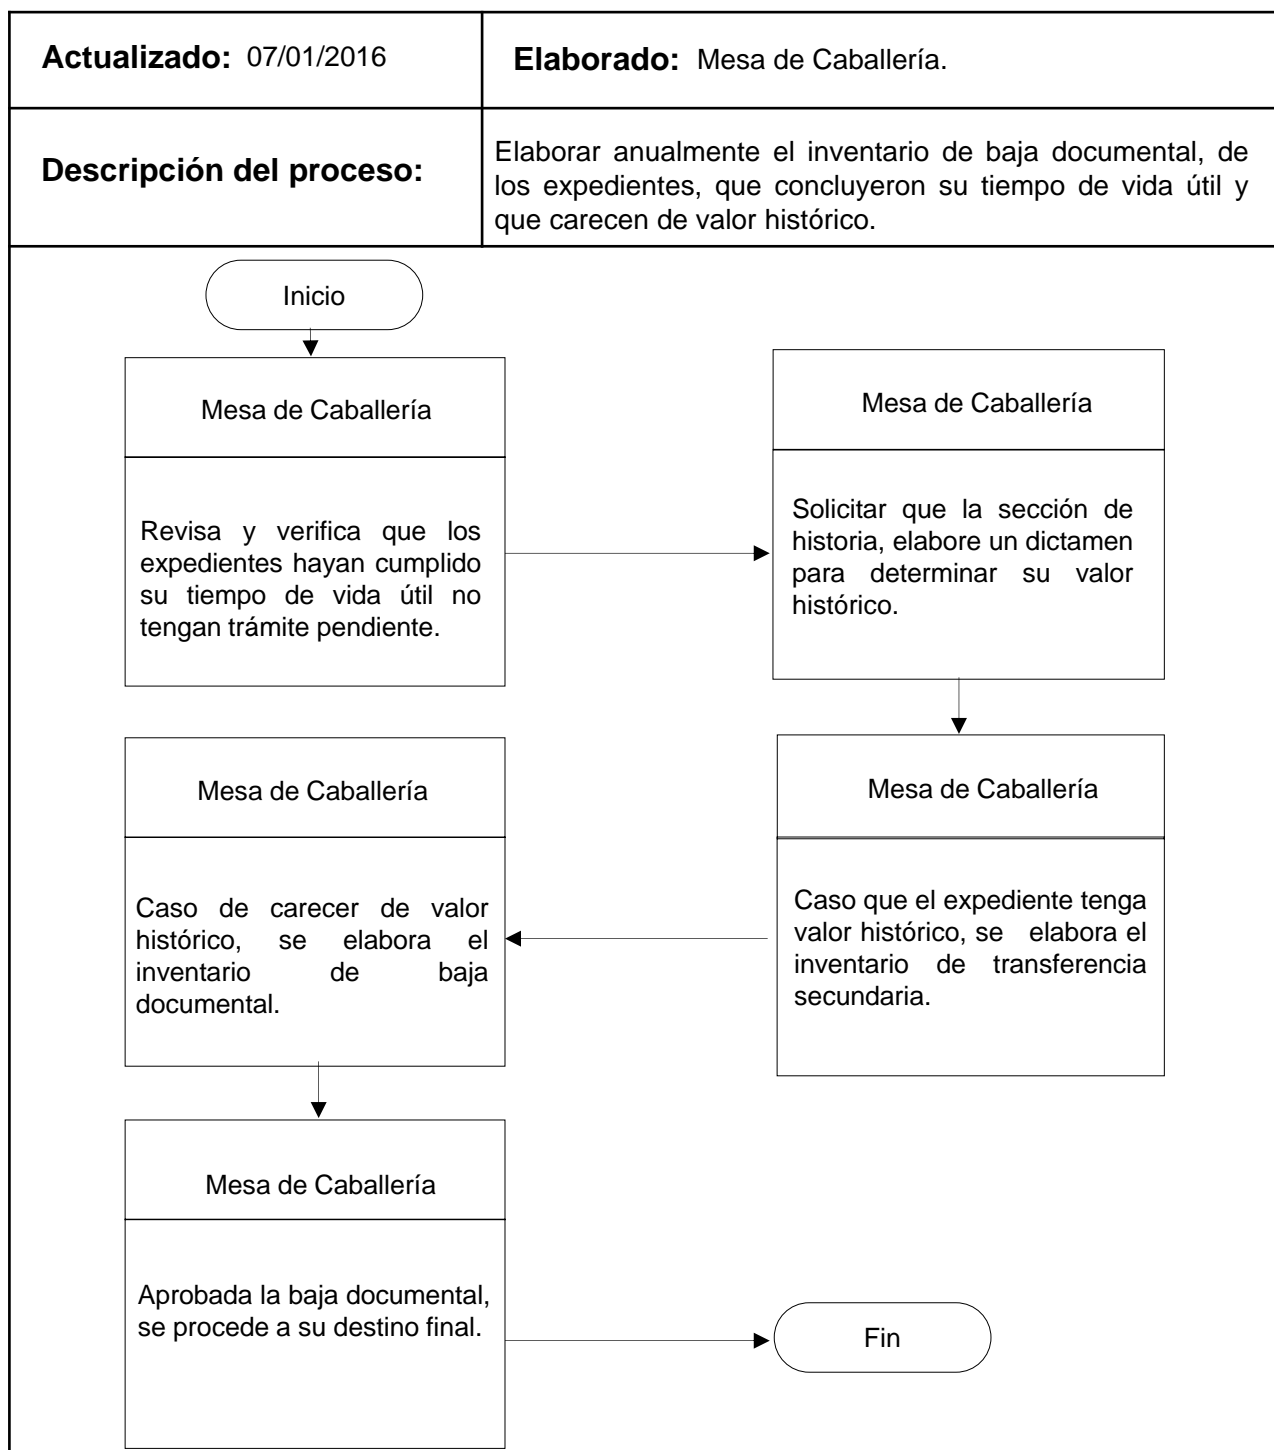 Actualizado: 07/01/2016
Elaborado: Mesa de Caballería.
Descripción del proceso:
Elaborar anualmente el inventario de baja documental, de
los expedientes, que concluyeron su tiempo de vida útil y
que carecen de valor histórico.
Inicio
Mesa de Caballería
Revisa y verifica que los
expedientes hayan cumplido
su tiempo de vida útil no
tengan trámite pendiente.
Mesa de Caballería
Solicitar que la sección de
historia, elabore un dictamen
para determinar su valor
histórico.
Mesa de Caballería
Caso que el expediente tenga
valor histórico, se elabora el
inventario de transferencia
secundaria.
Mesa de Caballería
Caso de carecer de valor
histórico, se elabora el
inventario de baja
documental.
Mesa de Caballería
Aprobada la baja documental,
se procede a su destino final.
Fin